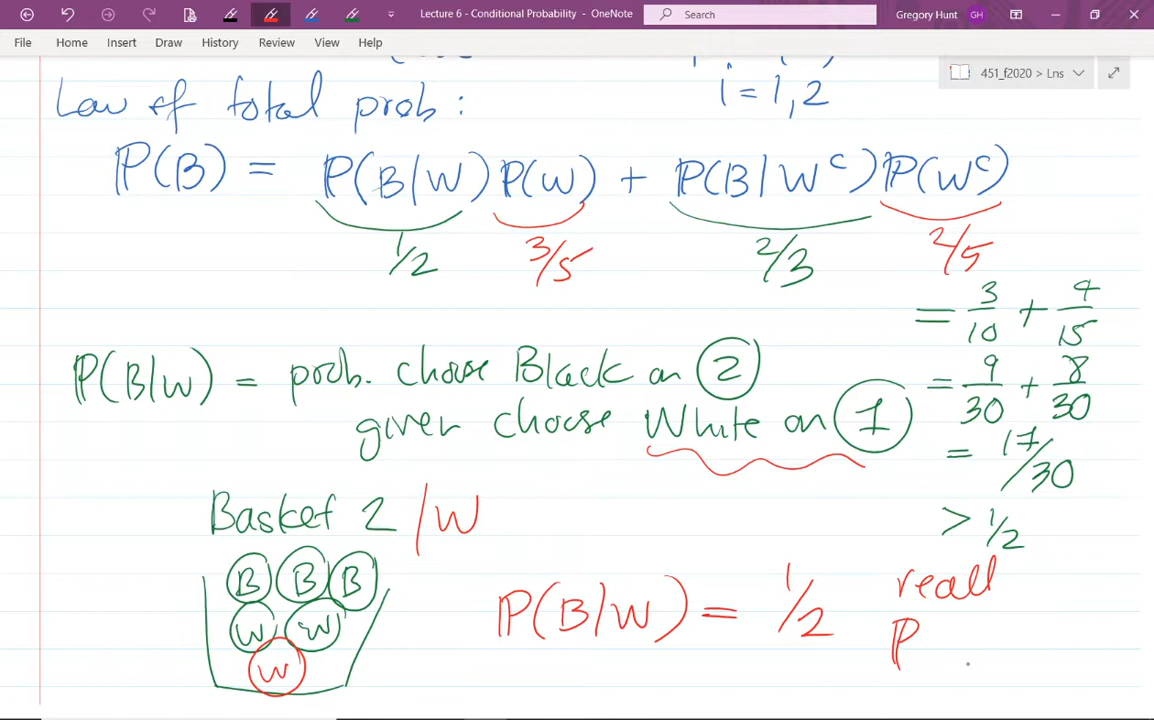 Lecture 6 - Conditional Probability - OneNote
Search
Gregory Hunt
GH
File Home Insert Draw History Review View Help
451_f2020 > Lns
i = 1,2
Law of total prob :
P(B) = P(B|W)P(W) + P(B|Wᶜ)P(Wᶜ)
1/2 3/5 2/3 2/5
= 3/10 + 4/15
P(B|W) = prob. choose Black on 2
= 9/30 + 8/30
given choose White on 1
= 17/30
Basket 2 /W
> 1/2
B B B
W W
W
P(B|W) = 1/2
recall
P